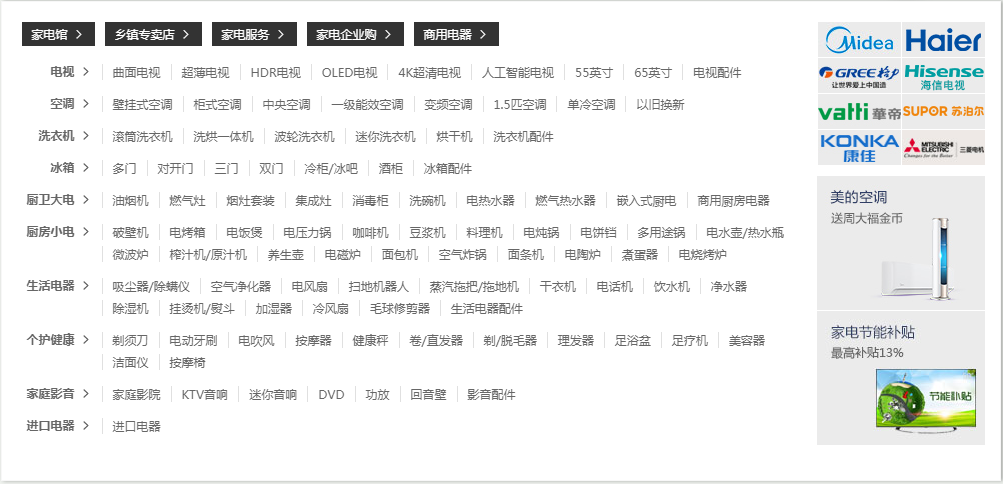 家电馆 乡镇专卖店 家电服务 家电企业购 商用电器
电视 曲面电视 超薄电视 HDR电视 OLED电视 4K超清电视 人工智能电视 55英寸 65英寸 电视配件
空调 壁挂式空调 柜式空调 中央空调 一级能效空调 变频空调 1.5匹空调 单冷空调 以旧换新
洗衣机 滚筒洗衣机 洗烘一体机 波轮洗衣机 迷你洗衣机 烘干机 洗衣机配件
冰箱 多门 对开门 三门 双门 冷柜/冰吧 酒柜 冰箱配件
厨卫大电 油烟机 燃气灶 烟灶套装 集成灶 消毒柜 洗碗机 电热水器 燃气热水器 嵌入式厨电 商用厨房电器
厨房小电 破壁机 电烤箱 电饭煲 电压力锅 咖啡机 豆浆机 料理机 电炖锅 电饼铛 多用途锅 电水壶/热水瓶
微波炉 榨汁机/原汁机 养生壶 电磁炉 面包机 空气炸锅 面条机 电陶炉 煮蛋器 电烧烤炉
生活电器 吸尘器/除螨仪 空气净化器 电风扇 扫地机器人 蒸汽拖把/拖地机 干衣机 电话机 饮水机 净水器
除湿机 挂烫机/熨斗 加湿器 冷风扇 毛球修剪器 生活电器配件
个护健康 剃须刀 电动牙刷 电吹风 按摩器 健康秤 卷/直发器 剃/脱毛器 理发器 足浴盆 足疗机 美容器
洁面仪 按摩椅
家庭影音 家庭影院 KTV音响 迷你音响 DVD 功放 回音壁 影音配件
进口电器 进口电器
Midea Haier
GREE格力 Hisense
让世界爱上中国造 海信电视
vatti 華帝 SUPOR 苏泊尔
KONKA MITSUBISHI ELECTRIC 三菱电机
康佳 Changes for the Better
美的空调
送周大福金币
家电节能补贴
最高补贴13%
节能补贴